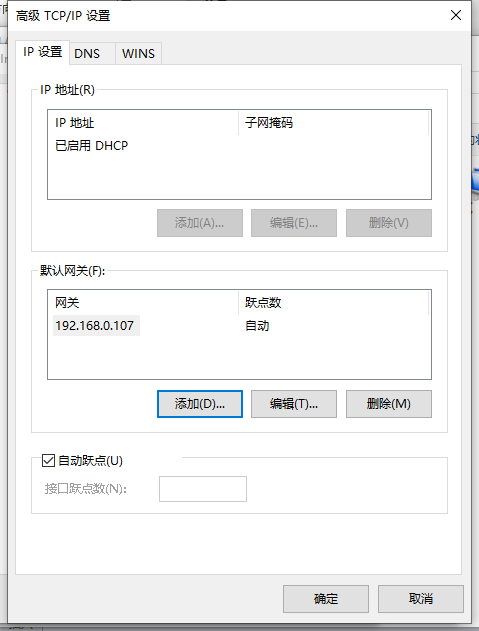 高级 TCP/IP 设置
IP 设置 DNS WINS
IP 地址(R)
IP 地址 子网掩码
已启用 DHCP
添加(A)... 编辑(E)... 删除(V)
默认网关(F):
网关 跃点数
192.168.0.107 自动
添加(D)... 编辑(T)... 删除(M)
自动跃点(U)
接口跃点数(N):
确定 取消